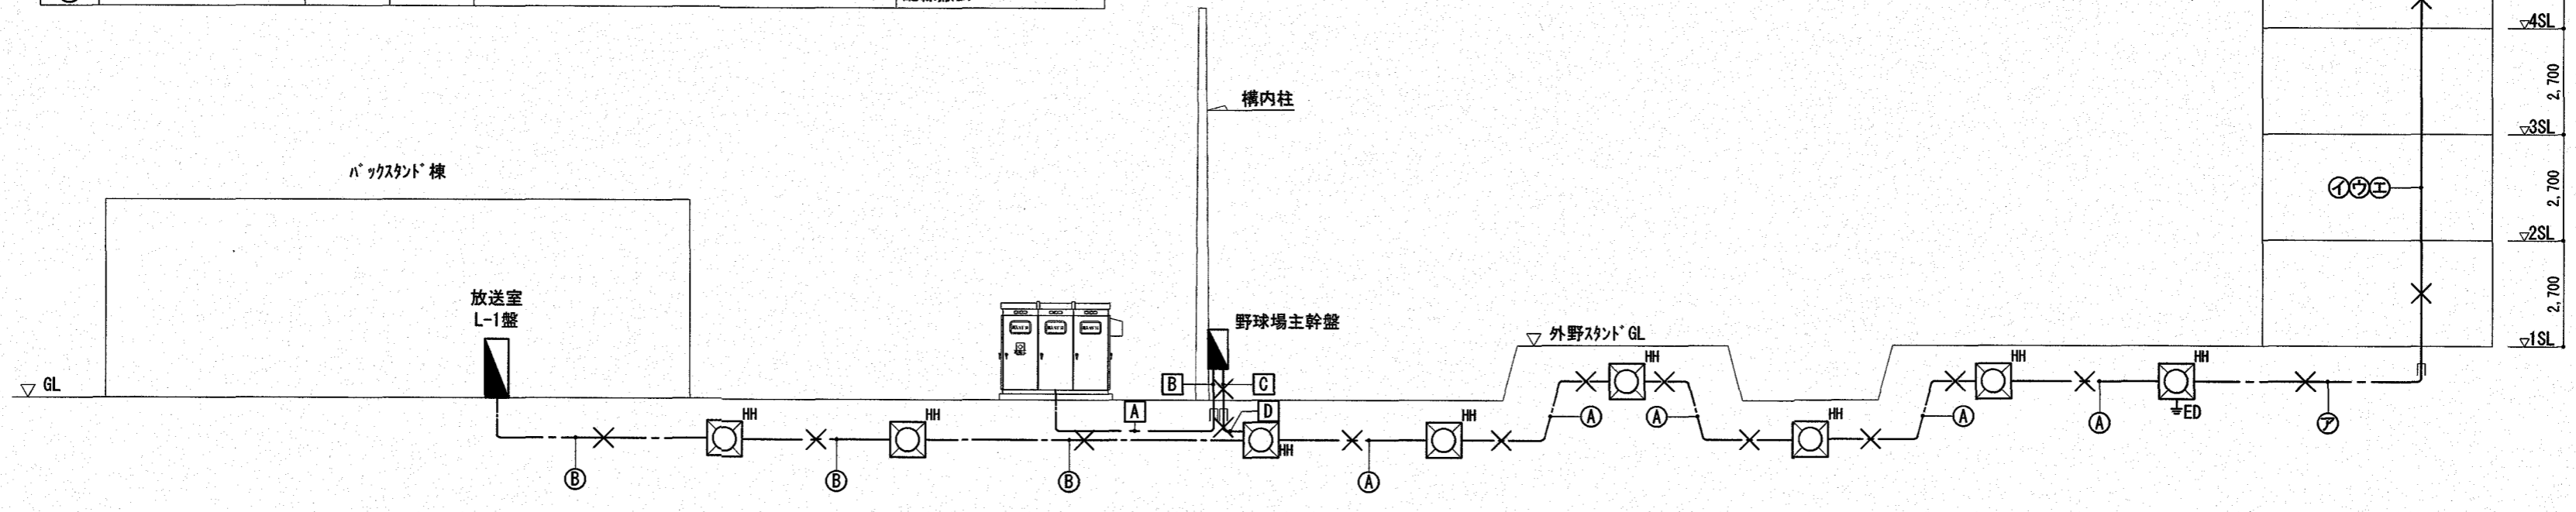 ▽4SL
構内柱
2,700
▽3SL
バックスタンド棟
イウエ
2,700
▽2SL
放送室
L-1盤
野球場主幹盤
2,700
▽外野スタンドGL
▽1SL
▽GL
HH
HH
B
C
A
D
HH
HH
HH
HH
HH
HH
ED
A
A
A
A
ア
B
B
B
A